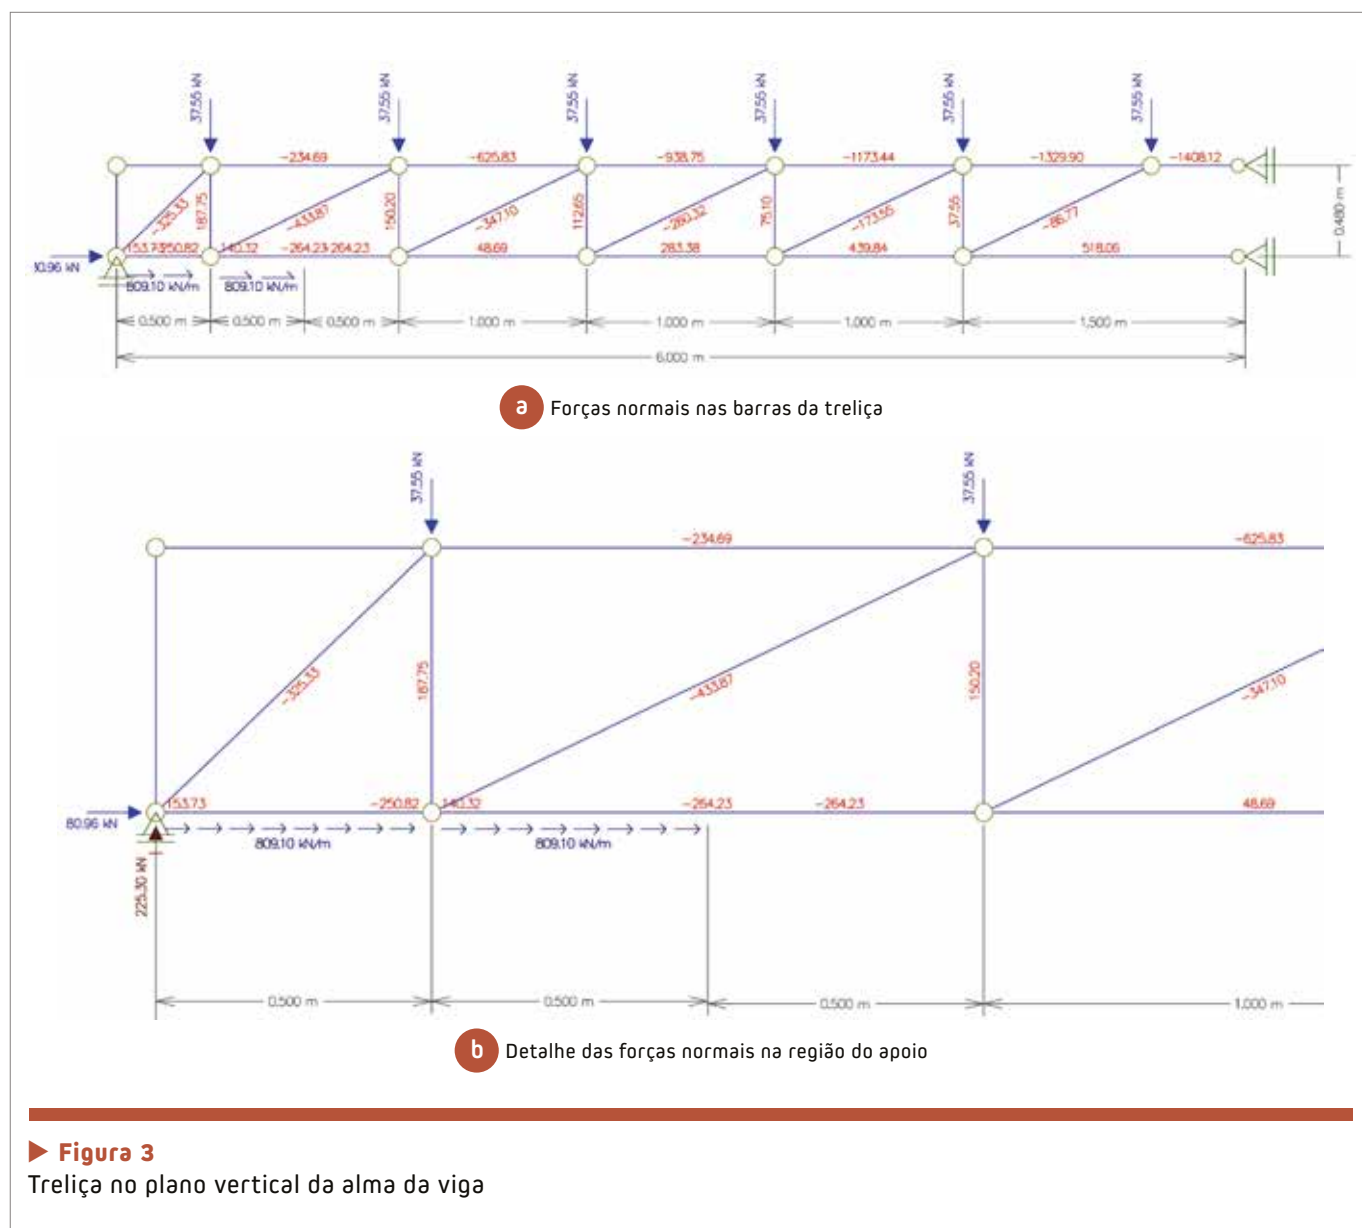 37.55 kN 37.55 kN 37.55 kN 37.55 kN 37.55 kN 37.55 kN
-234.69 -625.83 -938.75 -1173.44 -1329.90 -1408.12
-325.33 187.75 -433.87 150.20 -347.10 112.65 -260.32 75.10 -173.55 37.55 -86.77
0.480 m
153.73 -250.82 140.32 -264.23 -264.23 48.69 283.38 439.84 518.06
80.96 kN
809.10 kN/m 809.10 kN/m
0.500 m 0.500 m 0.500 m 1.000 m 1.000 m 1.000 m 1.500 m
6.000 m
a Forças normais nas barras da treliça
37.55 kN 37.55 kN
-234.69 -625.83
-325.33 187.75 -433.87 150.20 -347.10
153.73 -250.82 140.32 -264.23 -264.23 48.69
80.96 kN
809.10 kN/m 809.10 kN/m
225.30 kN
0.500 m 0.500 m 0.500 m 1.000 m
b Detalhe das forças normais na região do apoio
Figura 3
Treliça no plano vertical da alma da viga